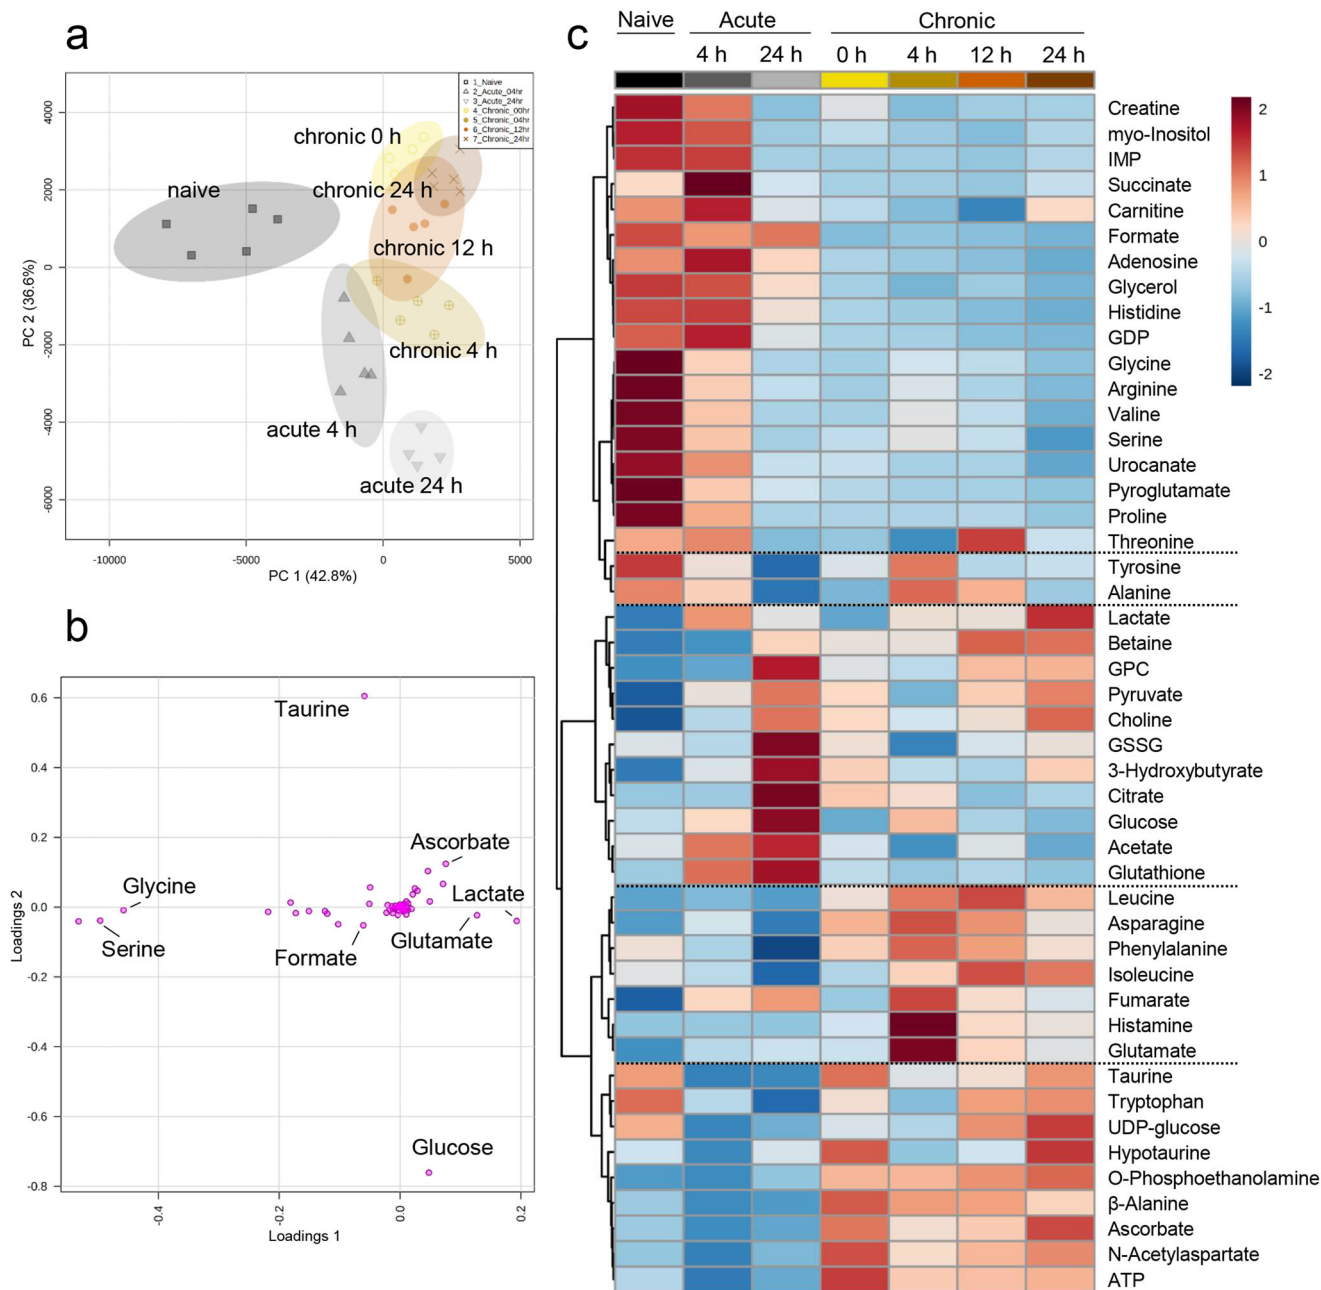 a
1_Naive
2_Acute_04hr
3_Acute_24hr
4_Chronic_00hr
5_Chronic_04hr
6_Chronic_12hr
7_Chronic_24hr
chronic 0 h
naive
chronic 24 h
chronic 12 h
chronic 4 h
acute 4 h
acute 24 h
4000
2000
0
-2000
-4000
-6000
PC 2 (36.6%)
-10000
-5000
0
5000
PC 1 (42.8%)
b
Taurine
Ascorbate
Glycine
Lactate
Serine
Formate
Glutamate
Glucose
0.6
0.4
0.2
0.0
-0.2
-0.4
-0.6
-0.8
Loadings 2
-0.4
-0.2
0.0
0.2
Loadings 1
c
Naive Acute Chronic
4 h 24 h 0 h 4 h 12 h 24 h
Creatine
myo-Inositol
IMP
Succinate
Carnitine
Formate
Adenosine
Glycerol
Histidine
GDP
Glycine
Arginine
Valine
Serine
Urocanate
Pyroglutamate
Proline
Threonine
Tyrosine
Alanine
Lactate
Betaine
GPC
Pyruvate
Choline
GSSG
3-Hydroxybutyrate
Citrate
Glucose
Acetate
Glutathione
Leucine
Asparagine
Phenylalanine
Isoleucine
Fumarate
Histamine
Glutamate
Taurine
Tryptophan
UDP-glucose
Hypotaurine
O-Phosphoethanolamine
β-Alanine
Ascorbate
N-Acetylaspartate
ATP
2
1
0
-1
-2